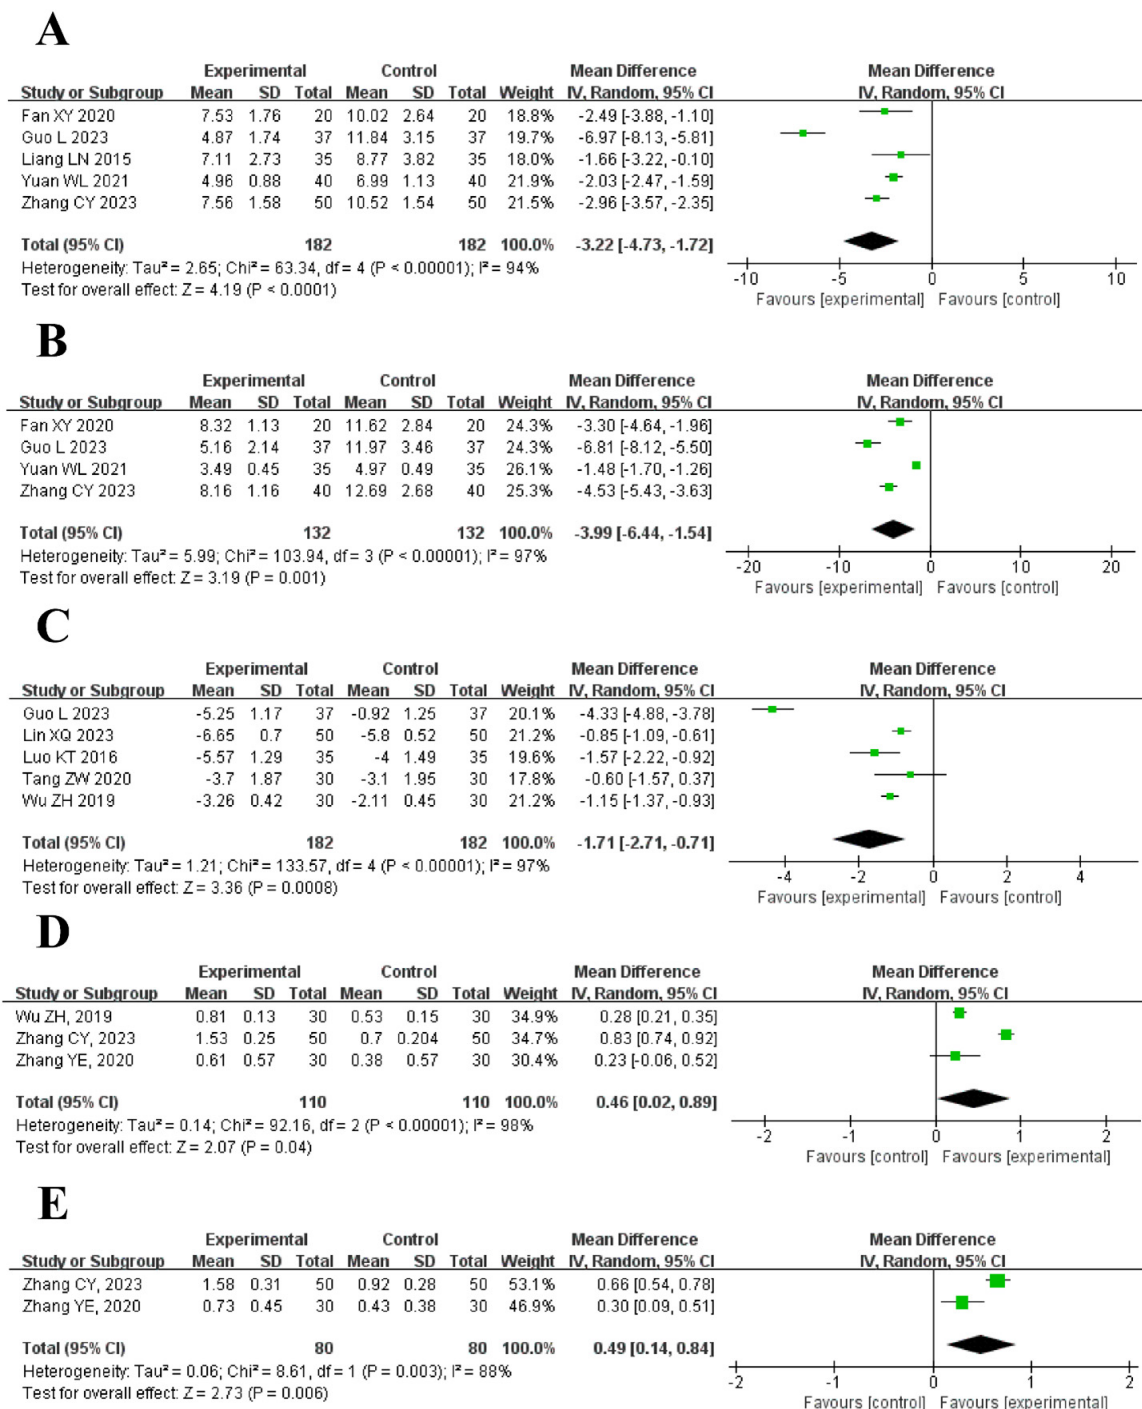 A
Experimental Control Mean Difference Mean Difference
Study or Subgroup Mean SD Total Mean SD Total Weight IV, Random, 95% CI IV, Random, 95% CI
Fan XY 2020 7.53 1.76 20 10.02 2.64 20 18.8% -2.49 [-3.88, -1.10]
Guo L 2023 4.87 1.74 37 11.84 3.15 37 19.7% -6.97 [-8.13, -5.81]
Liang LN 2015 7.11 2.73 35 8.77 3.82 35 18.0% -1.66 [-3.22, -0.10]
Yuan WL 2021 4.96 0.88 40 6.99 1.13 40 21.9% -2.03 [-2.47, -1.59]
Zhang CY 2023 7.56 1.58 50 10.52 1.54 50 21.5% -2.96 [-3.57, -2.35]
Total (95% CI) 182 182 100.0% -3.22 [-4.73, -1.72]
Heterogeneity: Tau² = 2.65; Chi² = 63.34, df = 4 (P < 0.00001); I² = 94%
Test for overall effect: Z = 4.19 (P < 0.0001)
-10 -5 0 5 10
Favours [experimental] Favours [control]
B
Experimental Control Mean Difference Mean Difference
Study or Subgroup Mean SD Total Mean SD Total Weight IV, Random, 95% CI IV, Random, 95% CI
Fan XY 2020 8.32 1.13 20 11.62 2.84 20 24.3% -3.30 [-4.64, -1.96]
Guo L 2023 5.16 2.14 37 11.97 3.46 37 24.3% -6.81 [-8.12, -5.50]
Yuan WL 2021 3.49 0.45 35 4.97 0.49 35 26.1% -1.48 [-1.70, -1.26]
Zhang CY 2023 8.16 1.16 40 12.69 2.68 40 25.3% -4.53 [-5.43, -3.63]
Total (95% CI) 132 132 100.0% -3.99 [-6.44, -1.54]
Heterogeneity: Tau² = 5.99; Chi² = 103.94, df = 3 (P < 0.00001); I² = 97%
Test for overall effect: Z = 3.19 (P = 0.001)
-20 -10 0 10 20
Favours [experimental] Favours [control]
C
Experimental Control Mean Difference Mean Difference
Study or Subgroup Mean SD Total Mean SD Total Weight IV, Random, 95% CI IV, Random, 95% CI
Guo L 2023 -5.25 1.17 37 -0.92 1.25 37 20.1% -4.33 [-4.88, -3.78]
Lin XQ 2023 -6.65 0.7 50 -5.8 0.52 50 21.2% -0.85 [-1.09, -0.61]
Luo KT 2016 -5.57 1.29 35 -4 1.49 35 19.6% -1.57 [-2.22, -0.92]
Tang ZW 2020 -3.7 1.87 30 -3.1 1.95 30 17.8% -0.60 [-1.57, 0.37]
Wu ZH 2019 -3.26 0.42 30 -2.11 0.45 30 21.2% -1.15 [-1.37, -0.93]
Total (95% CI) 182 182 100.0% -1.71 [-2.71, -0.71]
Heterogeneity: Tau² = 1.21; Chi² = 133.57, df = 4 (P < 0.00001); I² = 97%
Test for overall effect: Z = 3.36 (P = 0.0008)
-4 -2 0 2 4
Favours [experimental] Favours [control]
D
Experimental Control Mean Difference Mean Difference
Study or Subgroup Mean SD Total Mean SD Total Weight IV, Random, 95% CI IV, Random, 95% CI
Wu ZH, 2019 0.81 0.13 30 0.53 0.15 30 34.9% 0.28 [0.21, 0.35]
Zhang CY, 2023 1.53 0.25 50 0.7 0.204 50 34.7% 0.83 [0.74, 0.92]
Zhang YE, 2020 0.61 0.57 30 0.38 0.57 30 30.4% 0.23 [-0.06, 0.52]
Total (95% CI) 110 110 100.0% 0.46 [0.02, 0.89]
Heterogeneity: Tau² = 0.14; Chi² = 92.16, df = 2 (P < 0.00001); I² = 98%
Test for overall effect: Z = 2.07 (P = 0.04)
-2 -1 0 1 2
Favours [control] Favours [experimental]
E
Experimental Control Mean Difference Mean Difference
Study or Subgroup Mean SD Total Mean SD Total Weight IV, Random, 95% CI IV, Random, 95% CI
Zhang CY, 2023 1.58 0.31 50 0.92 0.28 50 53.1% 0.66 [0.54, 0.78]
Zhang YE, 2020 0.73 0.45 30 0.43 0.38 30 46.9% 0.30 [0.09, 0.51]
Total (95% CI) 80 80 100.0% 0.49 [0.14, 0.84]
Heterogeneity: Tau² = 0.06; Chi² = 8.61, df = 1 (P = 0.003); I² = 88%
Test for overall effect: Z = 2.73 (P = 0.006)
-2 -1 0 1 2
Favours [control] Favours [experimental]